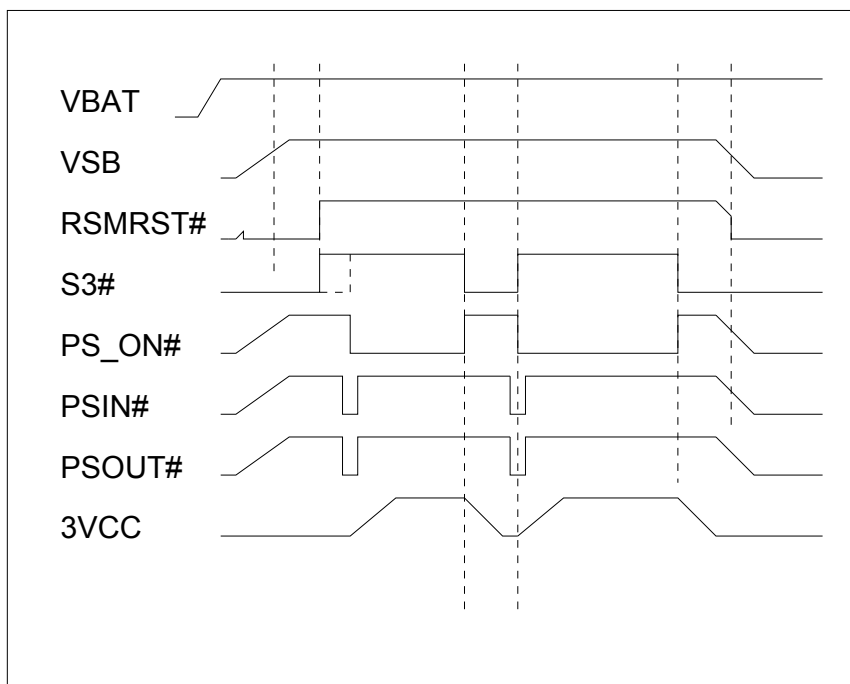 VBAT
VSB
RSMRST#
S3#
PS_ON#
PSIN#
PSOUT#
3VCC